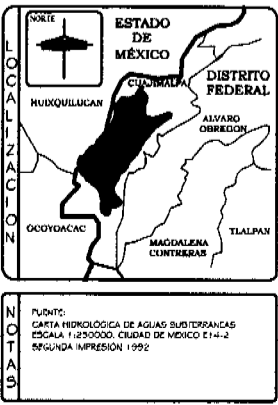 NORTE
ESTADO
DE
MÉXICO
CUAJIMALPA
DISTRITO
FEDERAL
HUIXQUILUCAN
ALVARO
OBREGON
OCOYOACAC
MAGDALENA
CONTRERAS
TLALPAN
LOCALIZACIÓN
NOTAS
FUENTE:
CARTA HIDROLÓGICA DE AGUAS SUBTERRANEAS
ESCALA 1:250000. CIUDAD DE MEXICO E14-2
SEGUNDA IMPRESIÓN 1992